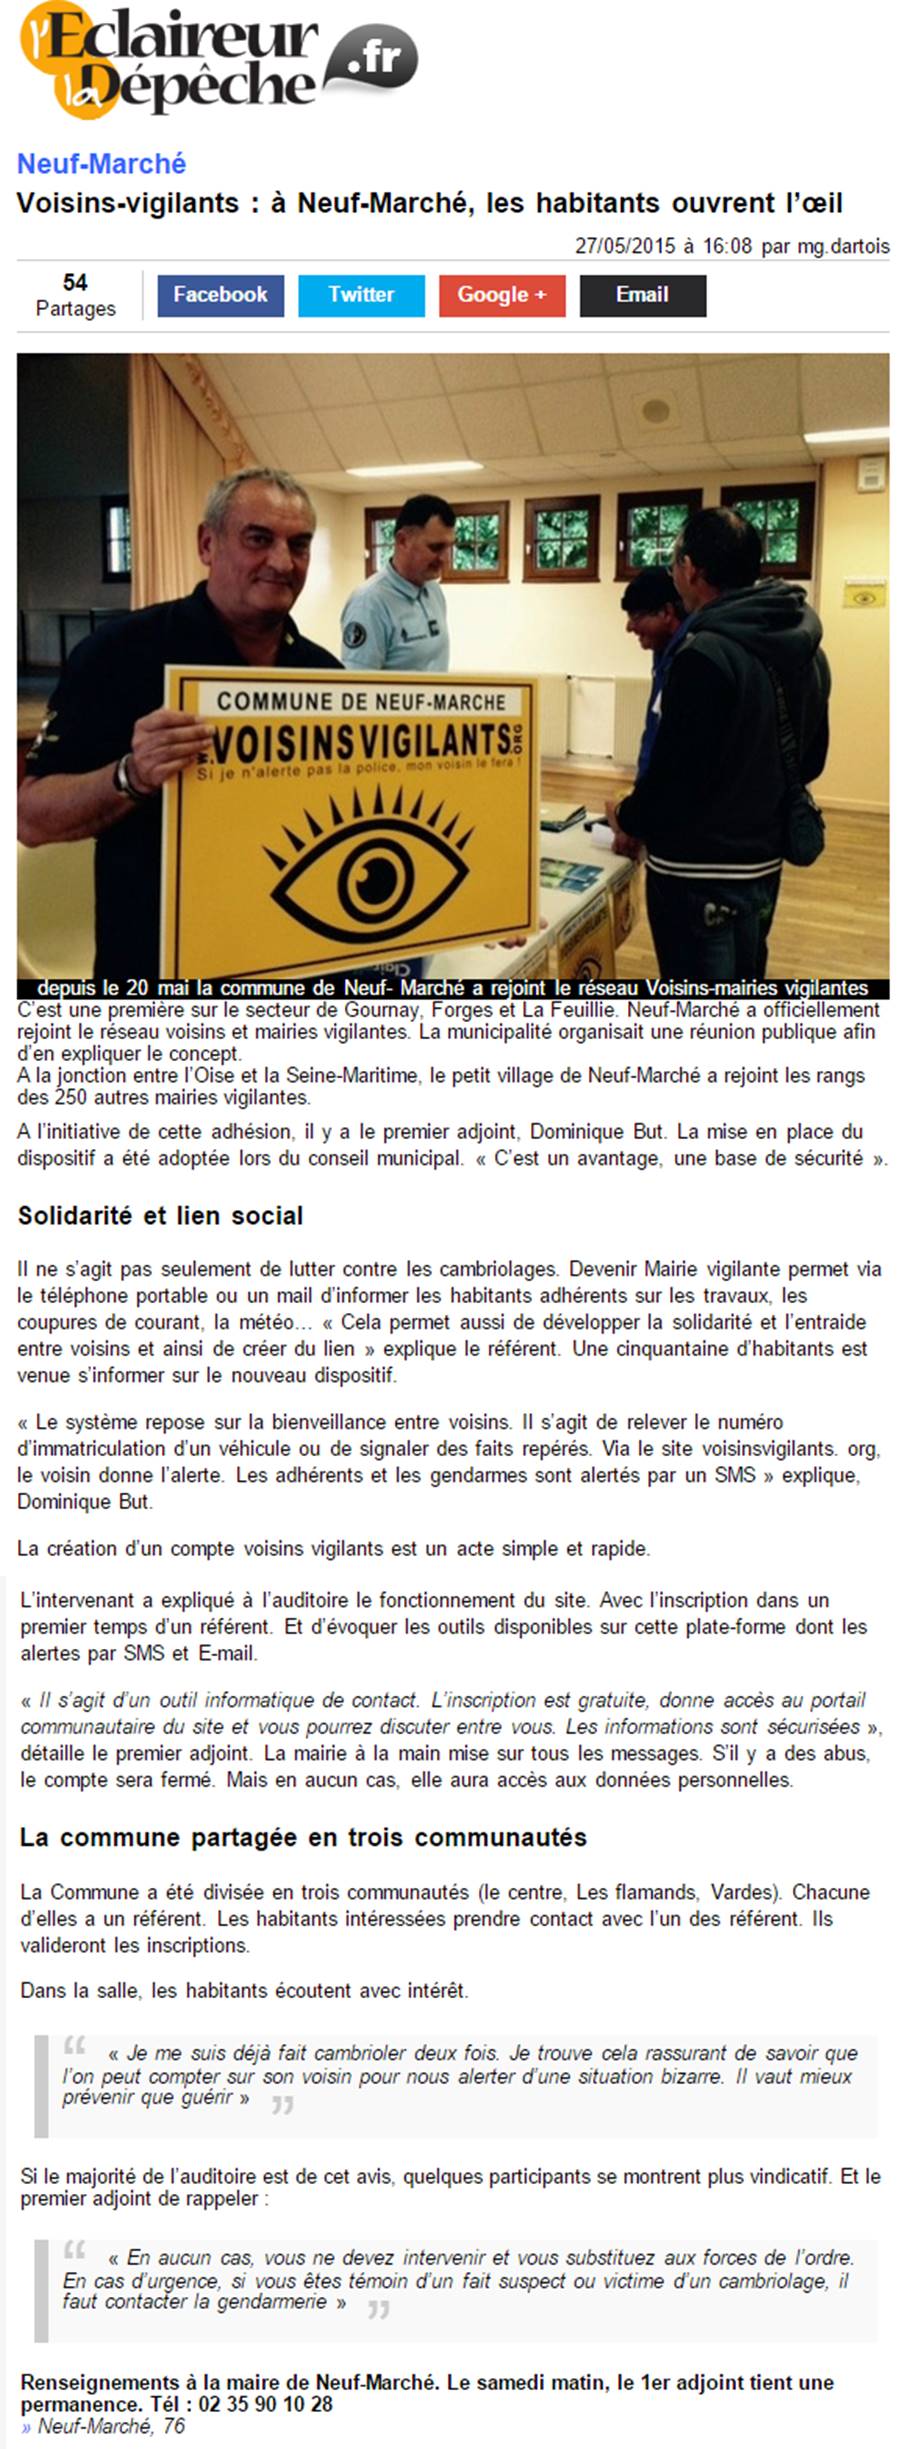 l'Eclaireur
la Dépêche .fr
Neuf-Marché
Voisins-vigilants : à Neuf-Marché, les habitants ouvrent l'œil
27/05/2015 à 16:08 par mg.dartois
54
Partages
Facebook
Twitter
Google +
Email
COMMUNE DE NEUF-MARCHE
VOISINSVIGILANTS.ORG
Si je n'alerte pas la police, mon voisin le fera !
depuis le 20 mai la commune de Neuf- Marché a rejoint le réseau Voisins-mairies vigilantes
C'est une première sur le secteur de Gournay, Forges et La Feuillie. Neuf-Marché a officiellement
rejoint le réseau voisins et mairies vigilantes. La municipalité organisait une réunion publique afin
d'en expliquer le concept.
A la jonction entre l'Oise et la Seine-Maritime, le petit village de Neuf-Marché a rejoint les rangs
des 250 autres mairies vigilantes.
A l'initiative de cette adhésion, il y a le premier adjoint, Dominique But. La mise en place du
dispositif a été adoptée lors du conseil municipal. « C'est un avantage, une base de sécurité ».
Solidarité et lien social
Il ne s'agit pas seulement de lutter contre les cambriolages. Devenir Mairie vigilante permet via
le téléphone portable ou un mail d'informer les habitants adhérents sur les travaux, les
coupures de courant, la météo... « Cela permet aussi de développer la solidarité et l'entraide
entre voisins et ainsi de créer du lien » explique le référent. Une cinquantaine d'habitants est
venue s'informer sur le nouveau dispositif.
« Le système repose sur la bienveillance entre voisins. Il s'agit de relever le numéro
d'immatriculation d'un véhicule ou de signaler des faits repérés. Via le site voisinsvigilants. org,
le voisin donne l'alerte. Les adhérents et les gendarmes sont alertés par un SMS » explique,
Dominique But.
La création d'un compte voisins vigilants est un acte simple et rapide.
L'intervenant a expliqué à l'auditoire le fonctionnement du site. Avec l'inscription dans un
premier temps d'un référent. Et d'évoquer les outils disponibles sur cette plate-forme dont les
alertes par SMS et E-mail.
« Il s'agit d'un outil informatique de contact. L'inscription est gratuite, donne accès au portail
communautaire du site et vous pourrez discuter entre vous. Les informations sont sécurisées »,
détaille le premier adjoint. La mairie à la main mise sur tous les messages. S'il y a des abus,
le compte sera fermé. Mais en aucun cas, elle aura accès aux données personnelles.
La commune partagée en trois communautés
La Commune a été divisée en trois communautés (le centre, Les flamands, Vardes). Chacune
d'elles a un référent. Les habitants intéressées prendre contact avec l'un des référent. Ils
valideront les inscriptions.
Dans la salle, les habitants écoutent avec intérêt.
“ « Je me suis déjà fait cambrioler deux fois. Je trouve cela rassurant de savoir que
l'on peut compter sur son voisin pour nous alerter d'une situation bizarre. Il vaut mieux
prévenir que guérir » ”
Si le majorité de l'auditoire est de cet avis, quelques participants se montrent plus vindicatif. Et le
premier adjoint de rappeler :
“ « En aucun cas, vous ne devez intervenir et vous substituez aux forces de l'ordre.
En cas d'urgence, si vous êtes témoin d'un fait suspect ou victime d'un cambriolage, il
faut contacter la gendarmerie » ”
Renseignements à la maire de Neuf-Marché. Le samedi matin, le 1er adjoint tient une
permanence. Tél : 02 35 90 10 28
» Neuf-Marché, 76